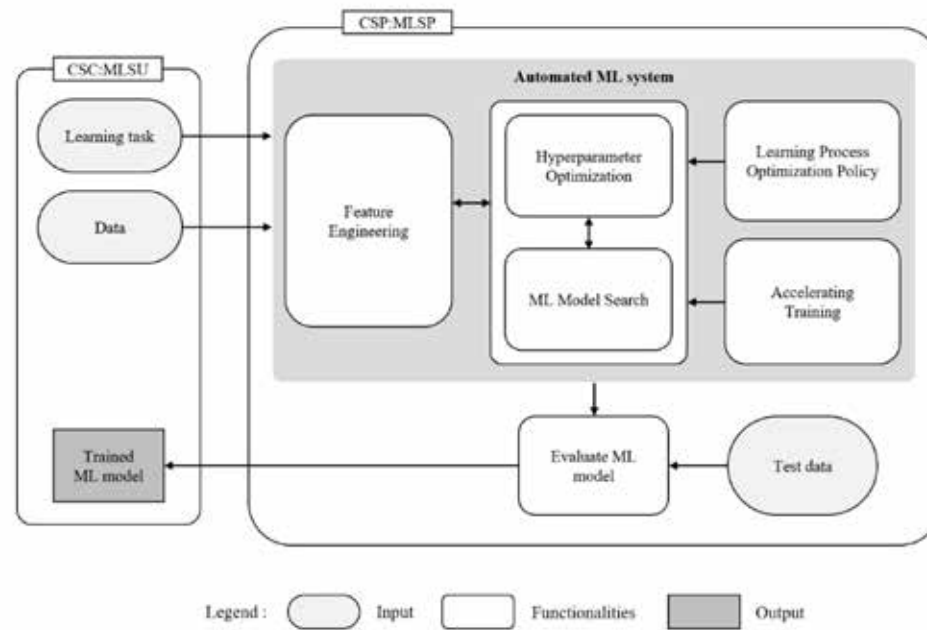 CSP:MLSP
CSC:MLSU
Automated ML system
Learning task
Data
Feature
Engineering
Hyperparameter
Optimization
ML Model Search
Learning Process
Optimization Policy
Accelerating
Training
Trained
ML model
Evaluate ML
model
Test data
Legend :
Input
Functionalities
Output